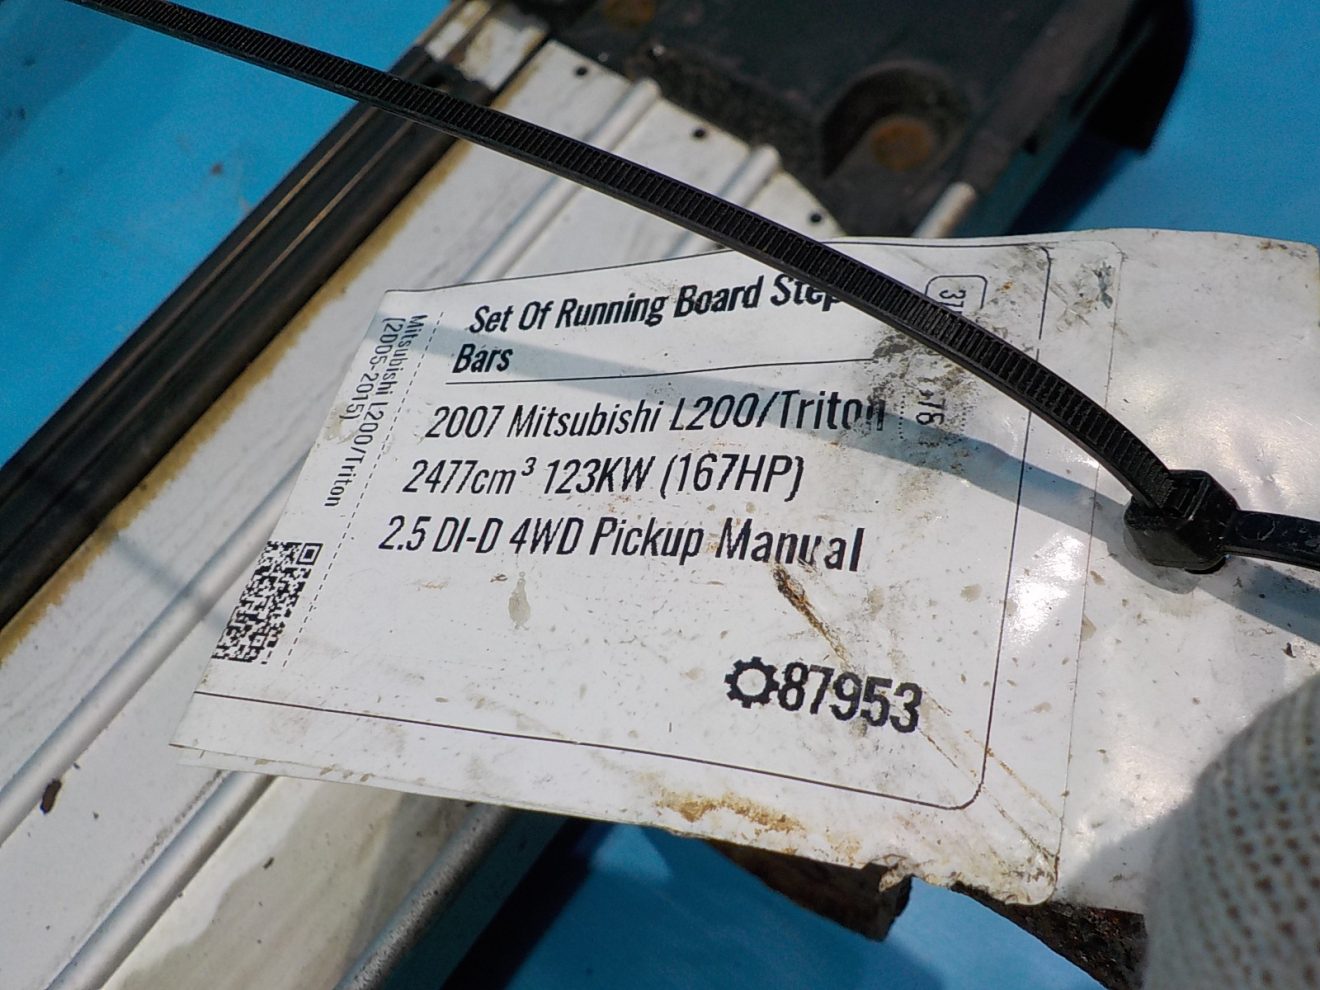 Set Of Running Board Step
Bars
2007 Mitsubishi L200/Triton
2477cm³ 123KW (167HP)
2.5 DI-D 4WD Pickup Manual
87953
Mitsubishi L200/Triton
(2005-2015)